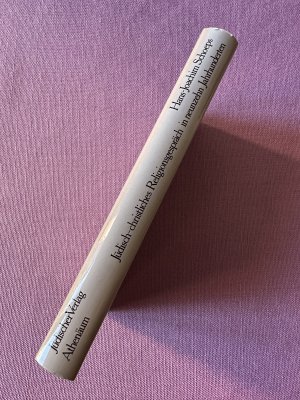 Hans-Joachim Schoeps
Jüdisch-christliches Religionsgespräch in neunzehn Jahrhunderten
Jüdischer Verlag
Athenäum